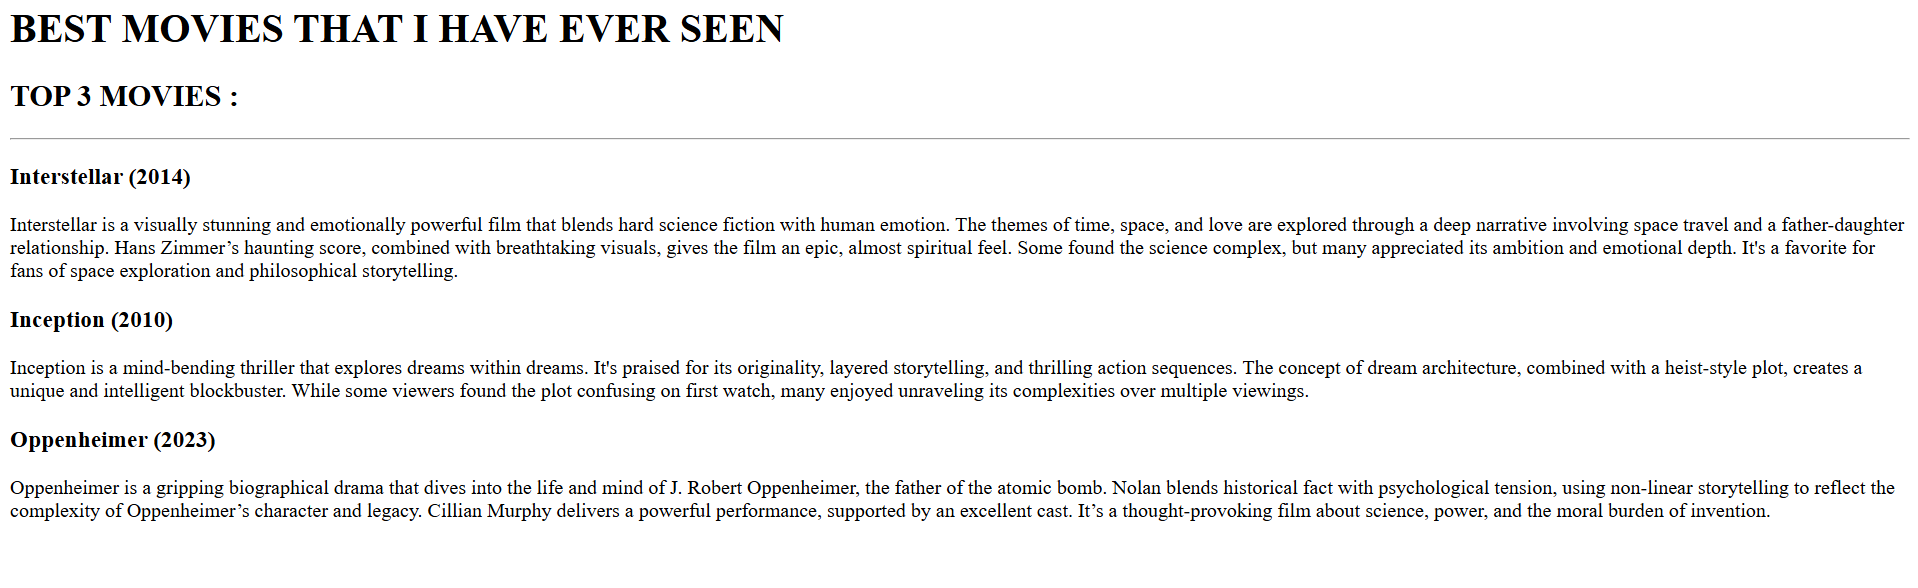 BEST MOVIES THAT I HAVE EVER SEEN
TOP 3 MOVIES :
Interstellar (2014)
Interstellar is a visually stunning and emotionally powerful film that blends hard science fiction with human emotion. The themes of time, space, and love are explored through a deep narrative involving space travel and a father-daughter
relationship. Hans Zimmer’s haunting score, combined with breathtaking visuals, gives the film an epic, almost spiritual feel. Some found the science complex, but many appreciated its ambition and emotional depth. It's a favorite for
fans of space exploration and philosophical storytelling.
Inception (2010)
Inception is a mind-bending thriller that explores dreams within dreams. It's praised for its originality, layered storytelling, and thrilling action sequences. The concept of dream architecture, combined with a heist-style plot, creates a
unique and intelligent blockbuster. While some viewers found the plot confusing on first watch, many enjoyed unraveling its complexities over multiple viewings.
Oppenheimer (2023)
Oppenheimer is a gripping biographical drama that dives into the life and mind of J. Robert Oppenheimer, the father of the atomic bomb. Nolan blends historical fact with psychological tension, using non-linear storytelling to reflect the
complexity of Oppenheimer’s character and legacy. Cillian Murphy delivers a powerful performance, supported by an excellent cast. It’s a thought-provoking film about science, power, and the moral burden of invention.